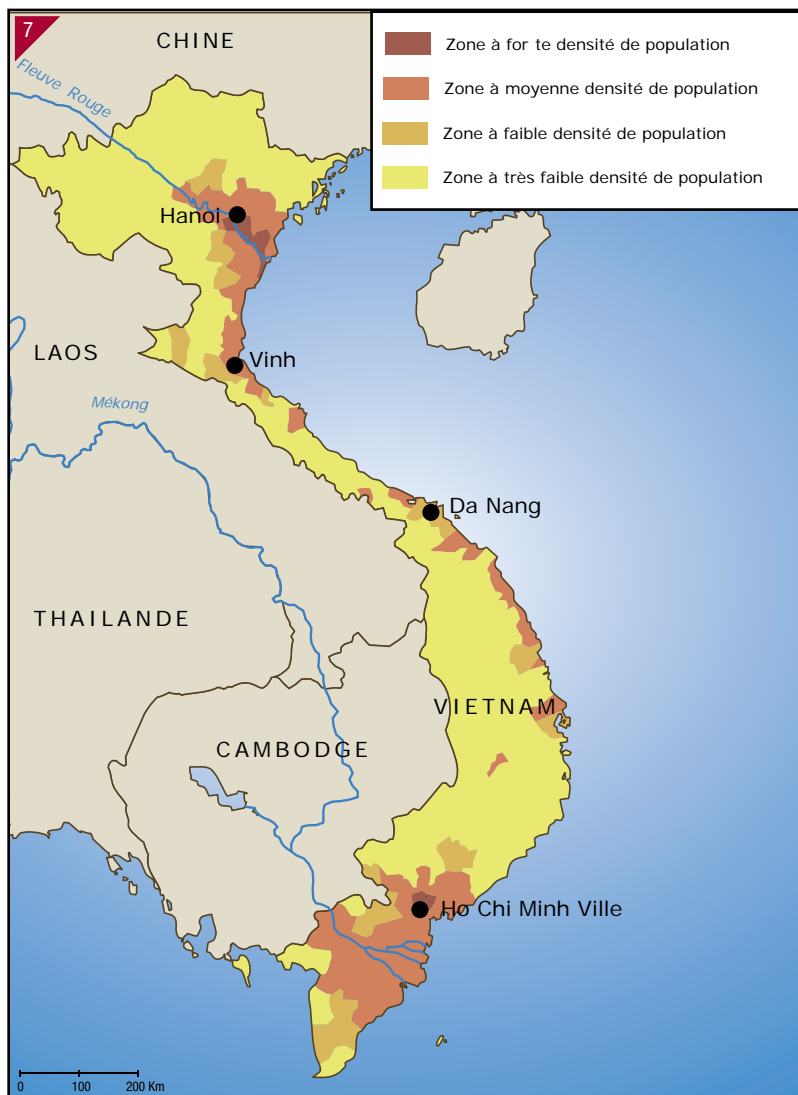 7
CHINE
Fleuve Rouge
Zone à for te densité de population
Zone à moyenne densité de population
Zone à faible densité de population
Zone à très faible densité de population
Hanoi
LAOS
Vinh
Mékong
Da Nang
THAILANDE
VIETNAM
CAMBODGE
Ho Chi Minh Ville
0 100 200 Km